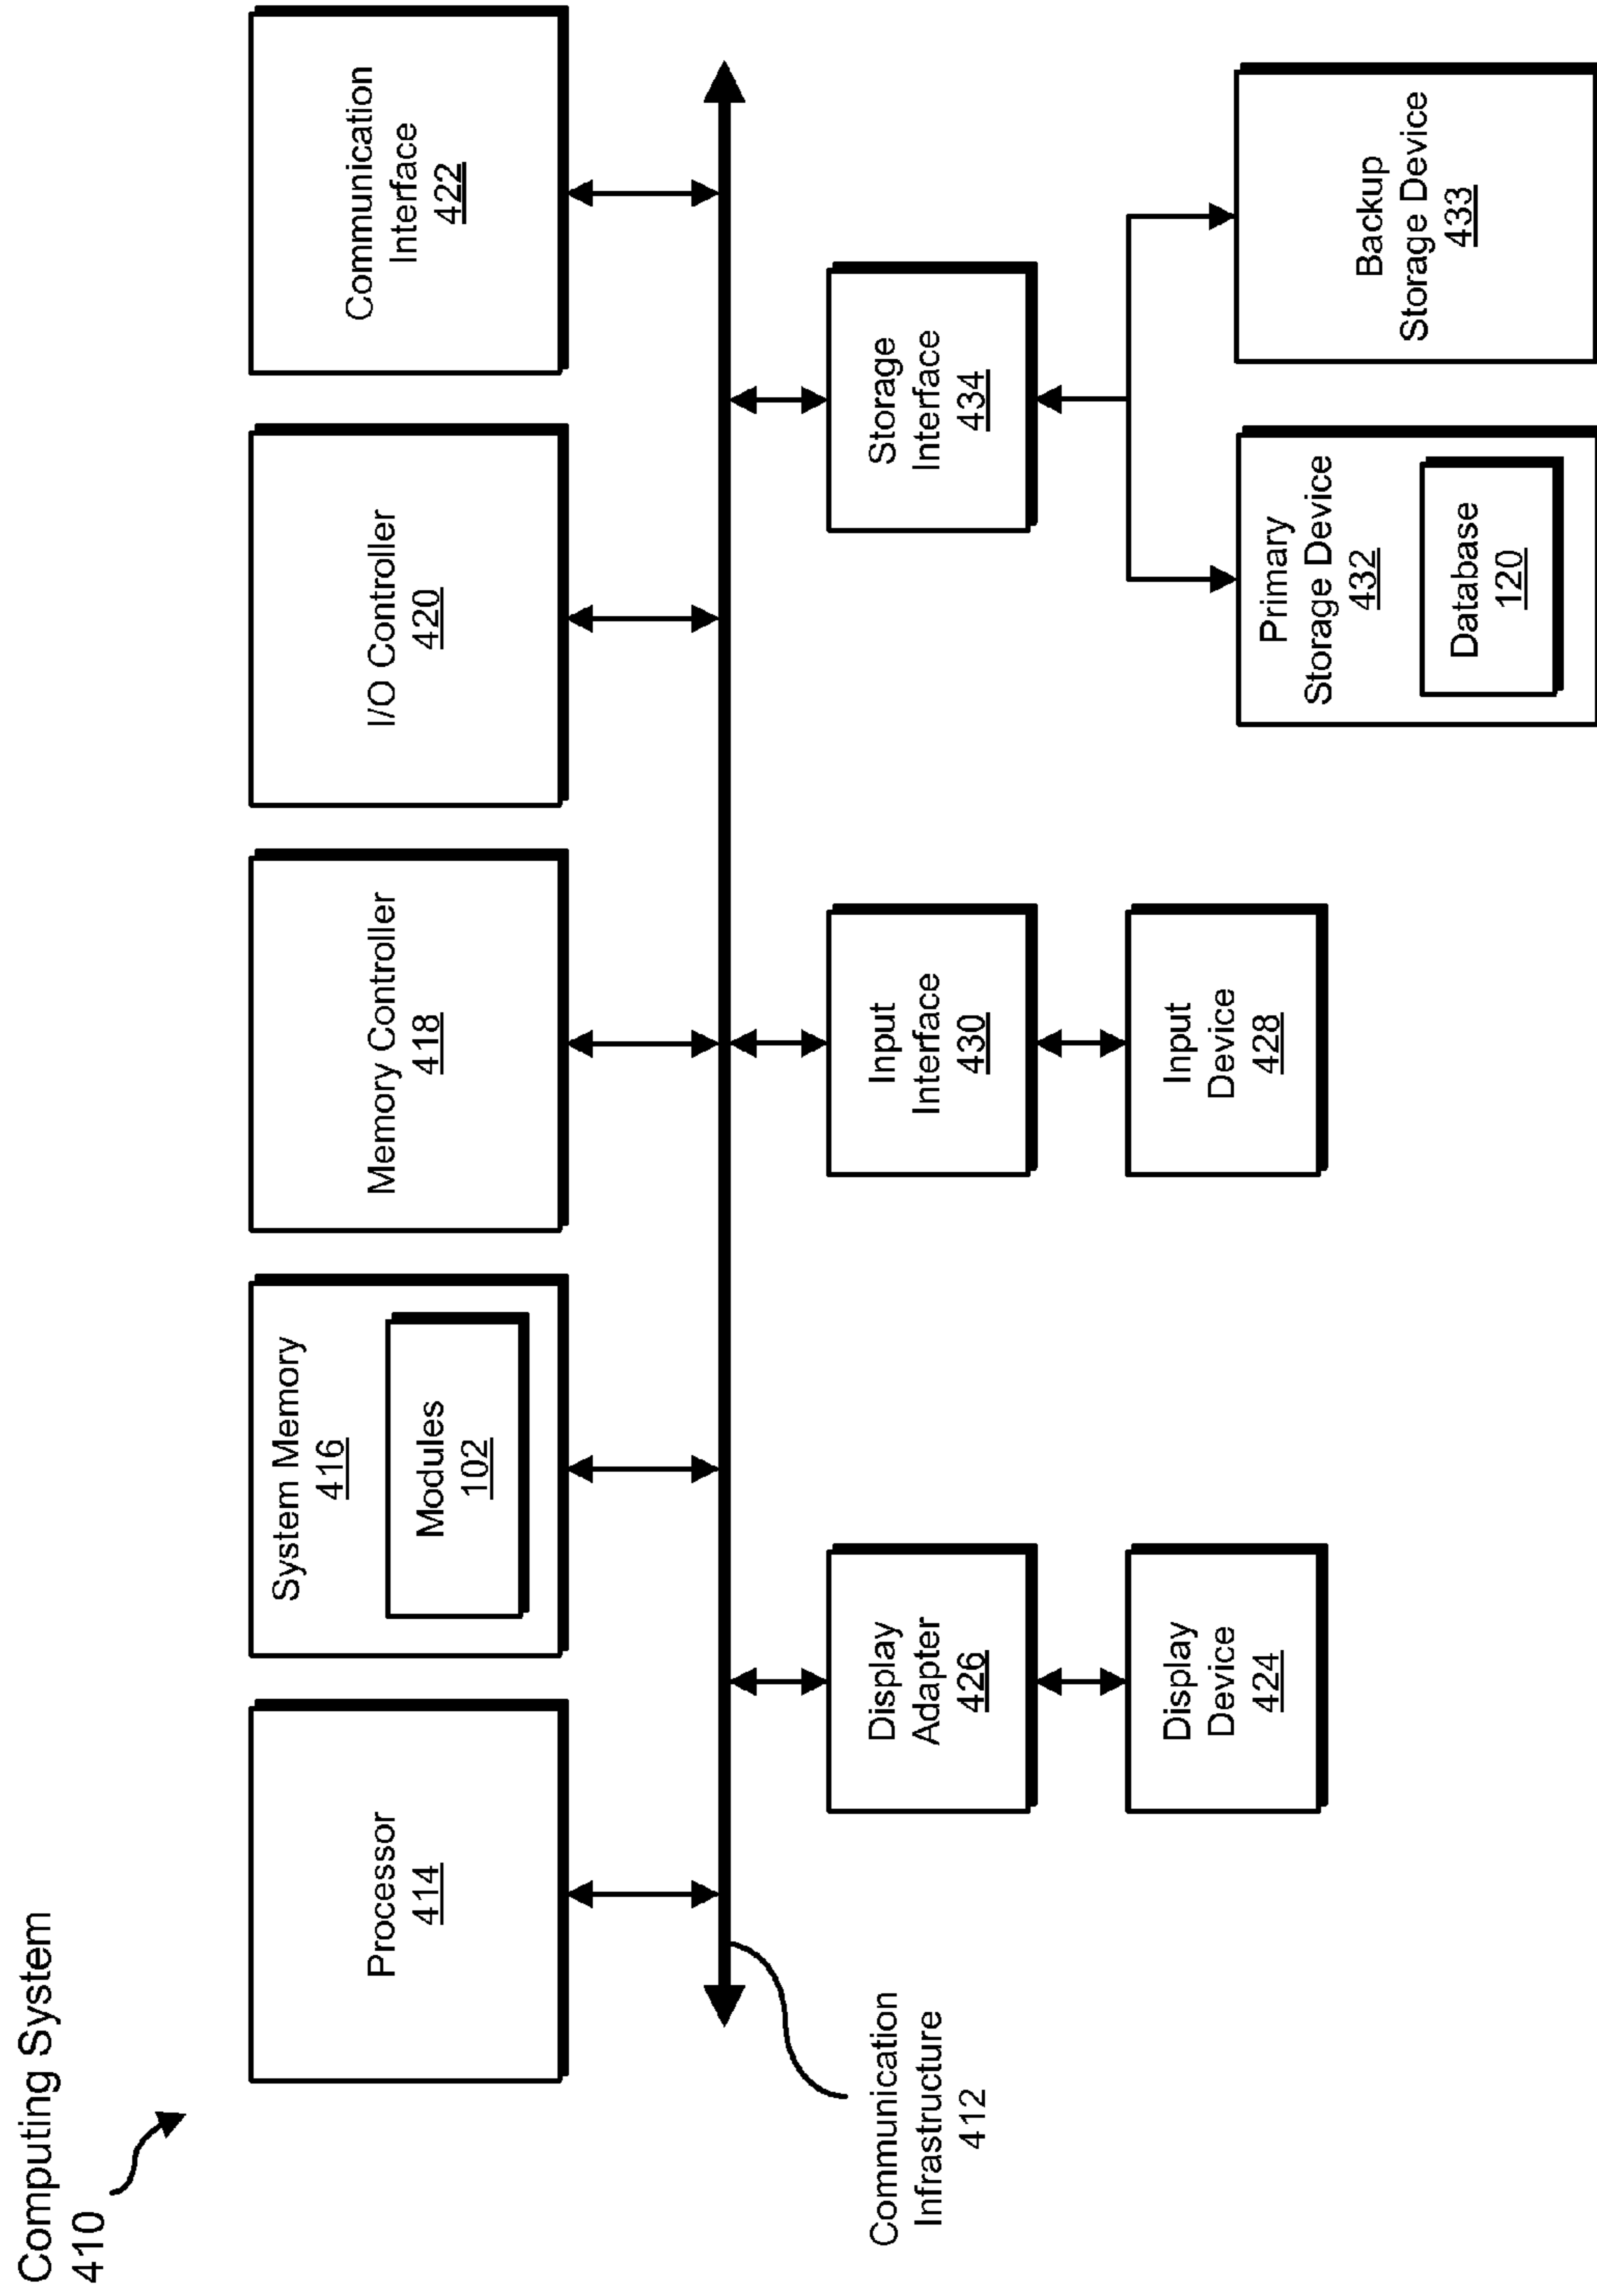 Computing System
410
Processor
414
System Memory
416
Modules
102
Memory Controller
418
I/O Controller
420
Communication
Interface
422
Communication
Infrastructure
412
Display
Adapter
426
Input
Interface
430
Storage
Interface
434
Display
Device
424
Input
Device
428
Primary
Storage Device
432
Database
120
Backup
Storage Device
433